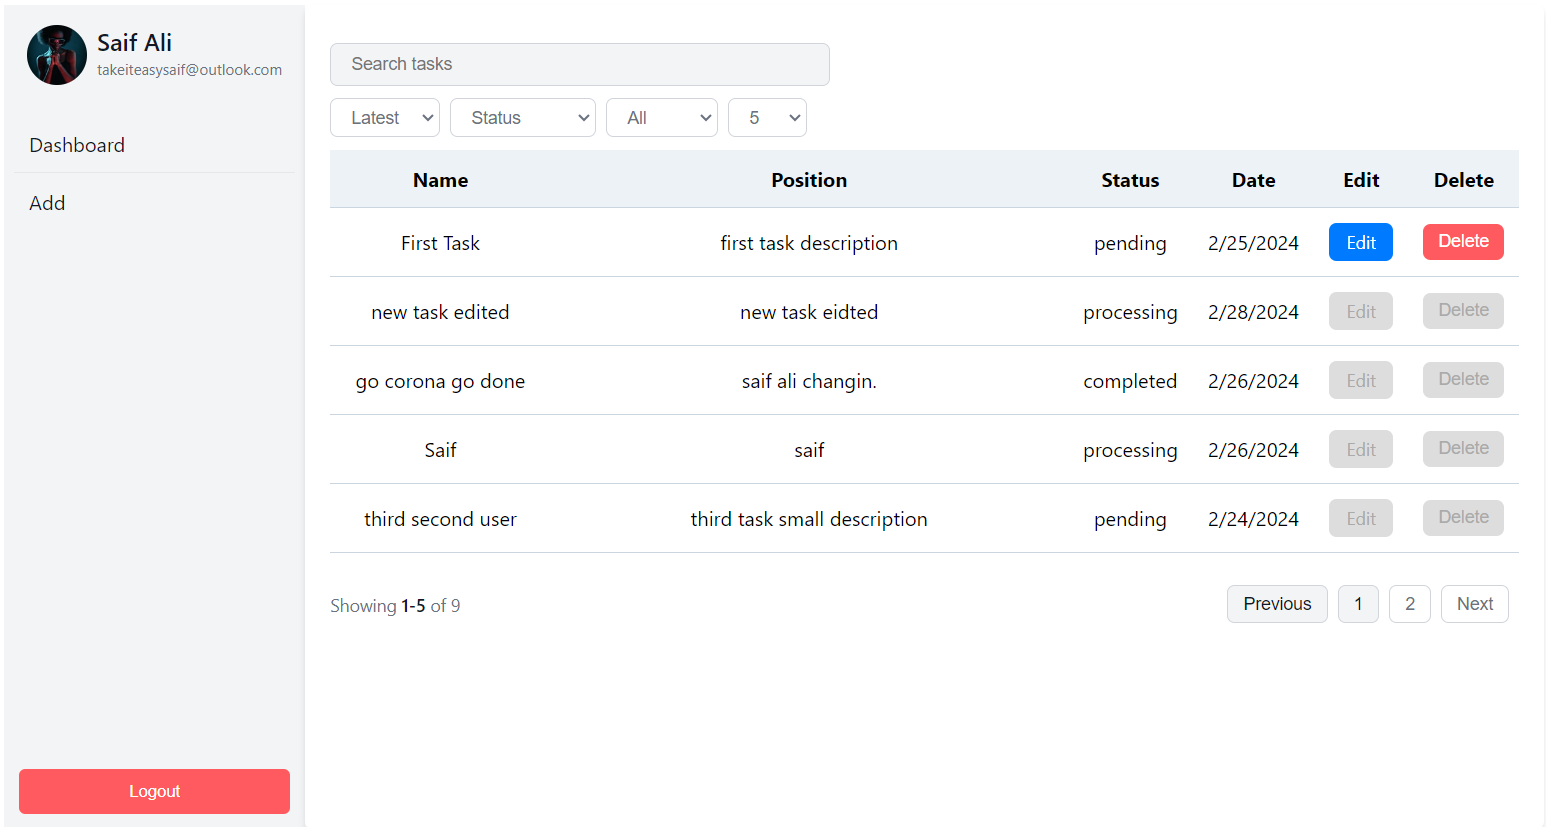 Saif Ali
takeiteasysaif@outlook.com
Dashboard
Add
Logout
Search tasks
Latest Status All 5
Name Position Status Date Edit Delete
First Task first task description pending 2/25/2024 Edit Delete
new task edited new task eidted processing 2/28/2024 Edit Delete
go corona go done saif ali changin. completed 2/26/2024 Edit Delete
Saif saif processing 2/26/2024 Edit Delete
third second user third task small description pending 2/24/2024 Edit Delete
Showing 1-5 of 9 Previous 1 2 Next